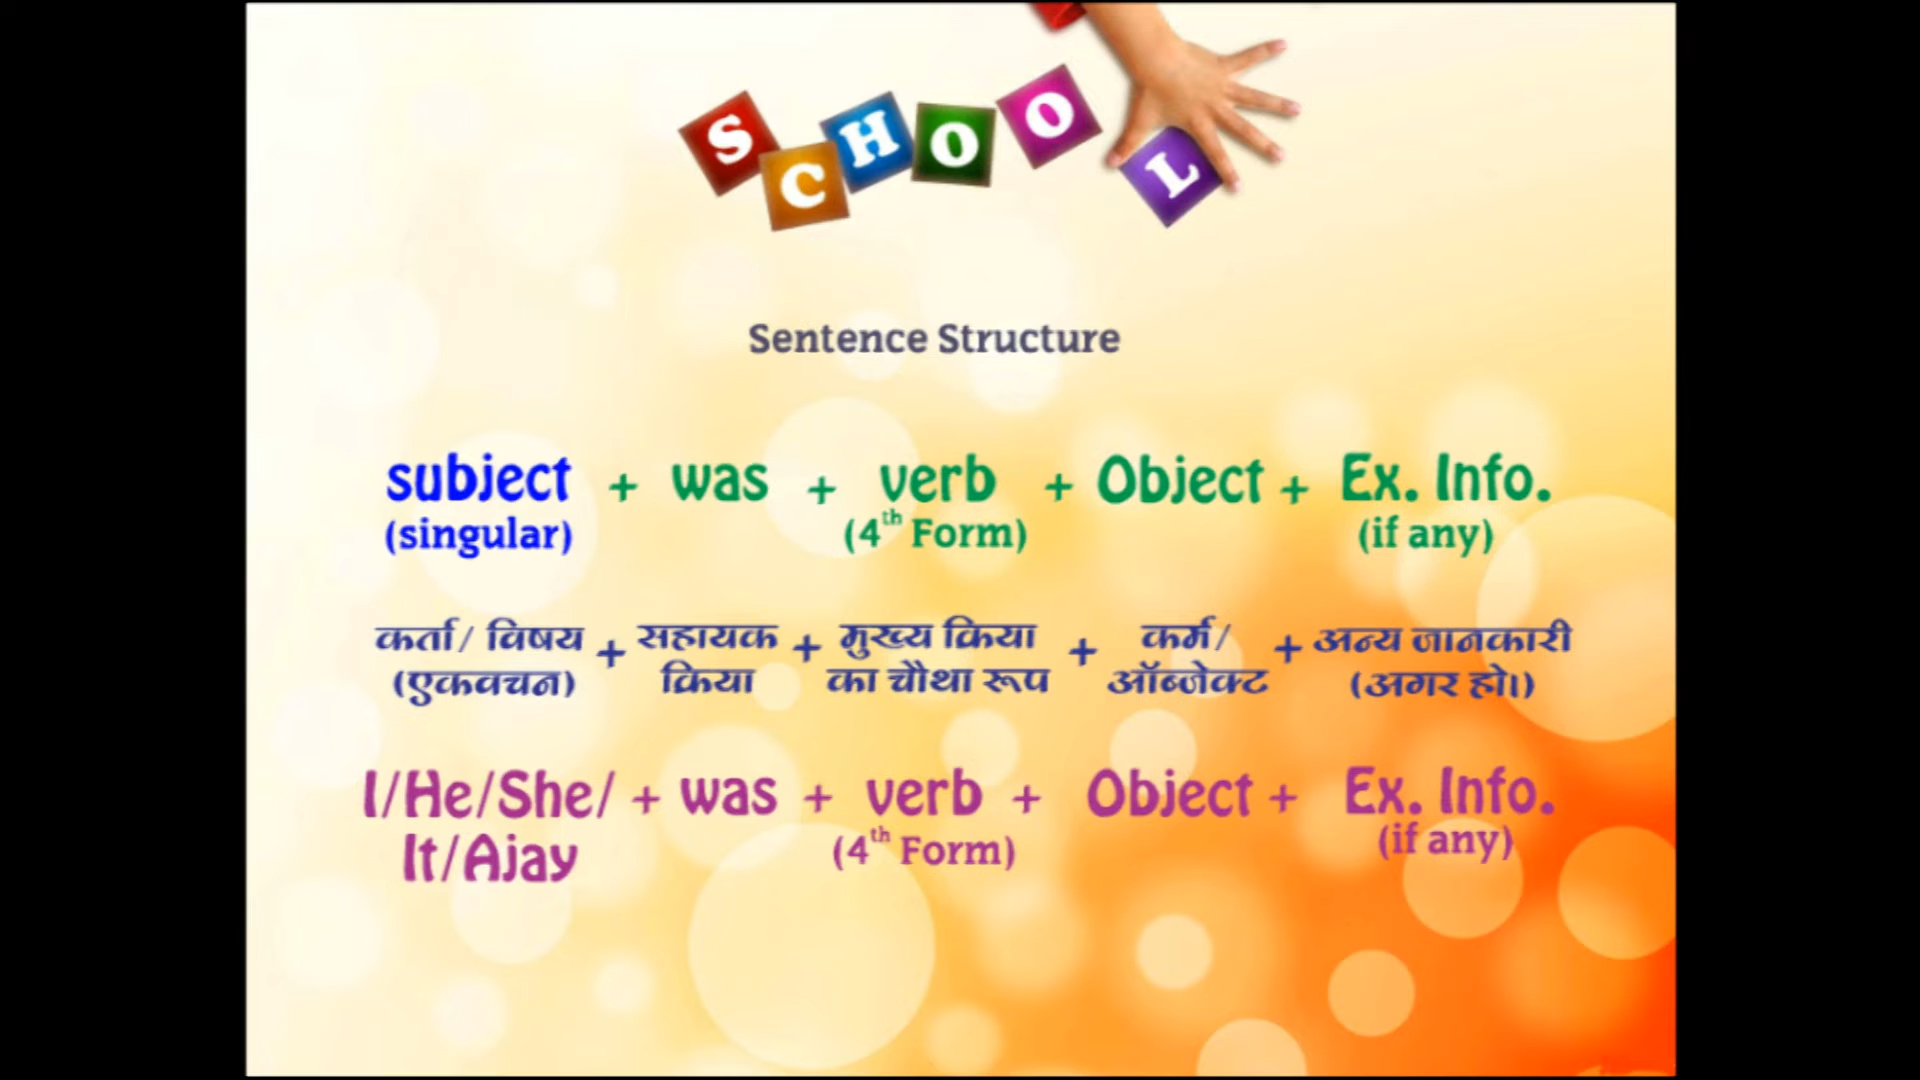 SCHOOL
Sentence Structure
subject + was + verb + Object + Ex. Info.
(singular) (4th Form) (if any)
कर्ता/ विषय + सहायक + मुख्य क्रिया + कर्म/ + अन्य जानकारी
(एकवचन) क्रिया का चौथा रूप ऑब्जेक्ट (अगर हो।)
I/He/She/ + was + verb + Object + Ex. Info.
It/Ajay (4th Form) (if any)